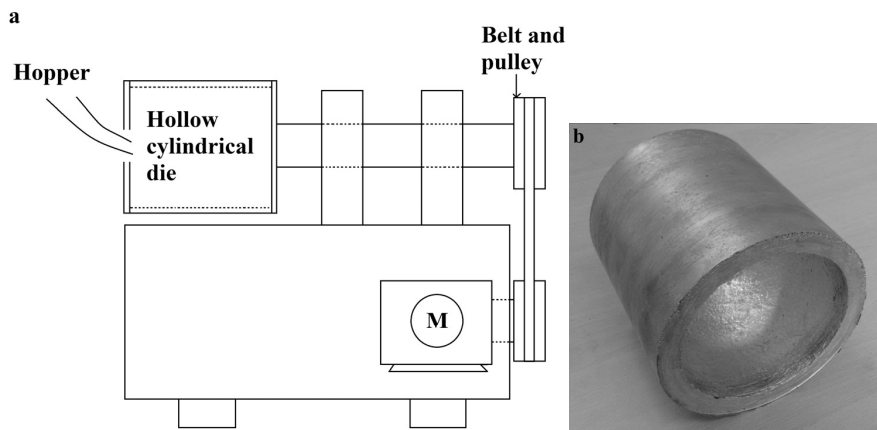 a
Hopper
Hollow
cylindrical
die
Belt and
pulley
M
b